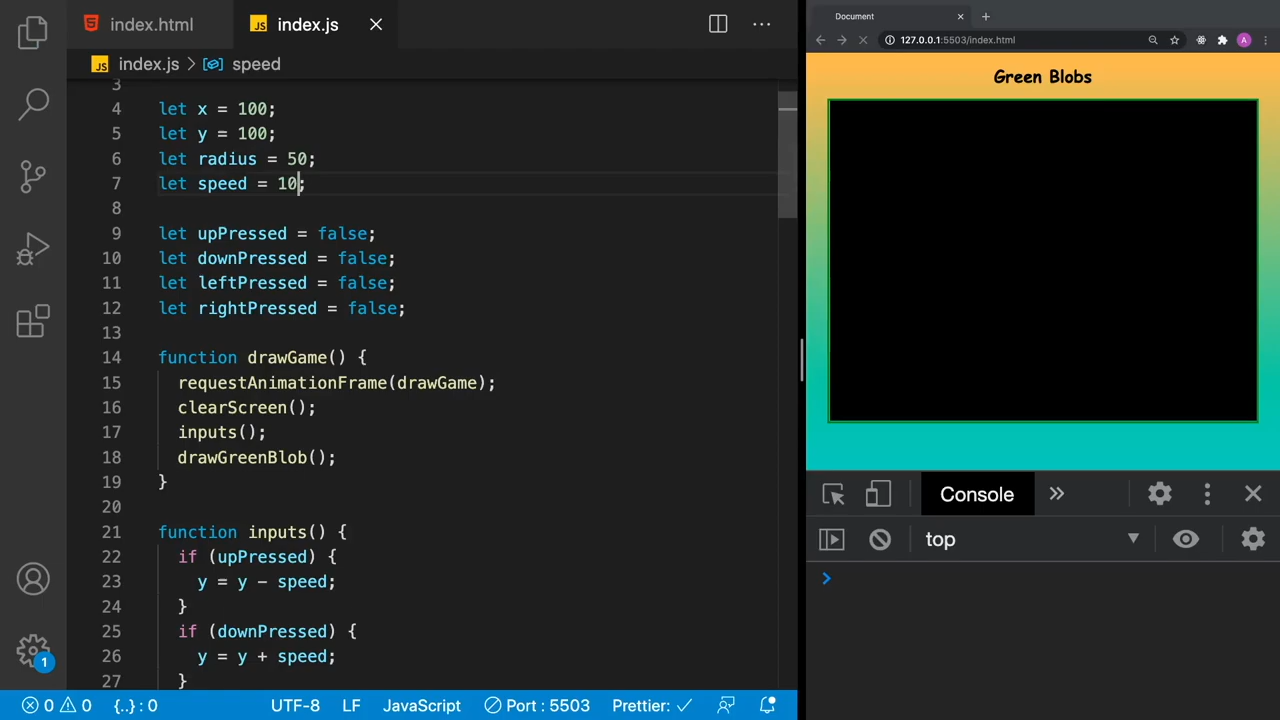 index.html
index.js
index.js > speed
3
4 let x = 100;
5 let y = 100;
6 let radius = 50;
7 let speed = 10;
8
9 let upPressed = false;
10 let downPressed = false;
11 let leftPressed = false;
12 let rightPressed = false;
13
14 function drawGame() {
15 requestAnimationFrame(drawGame);
16 clearScreen();
17 inputs();
18 drawGreenBlob();
19 }
20
21 function inputs() {
22 if (upPressed) {
23 y = y - speed;
24 }
25 if (downPressed) {
26 y = y + speed;
27 }
1
0 0 {..} : 0 UTF-8 LF JavaScript Port : 5503 Prettier: ✓
Document
127.0.0.1:5503/index.html
A
Green Blobs
Console
top